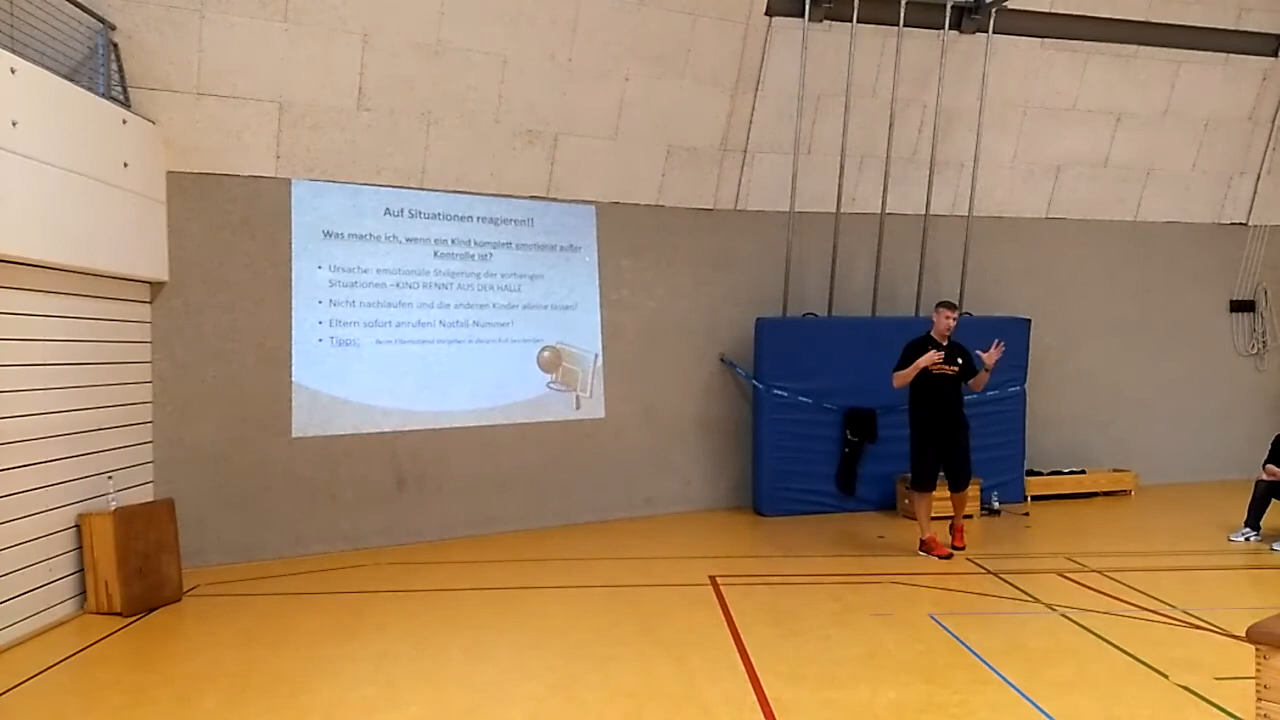 Auf Situationen reagieren!!
Was mache ich, wenn ein Kind komplett emotional außer
Kontrolle ist?
• Ursache: emotionale Steigerung der vorherigen
Situationen –KIND RENNT AUS DER HALLE
• Nicht nachlaufen und die anderen Kinder alleine lassen!
• Eltern sofort anrufen! Notfall-Nummer!
• Tipps: